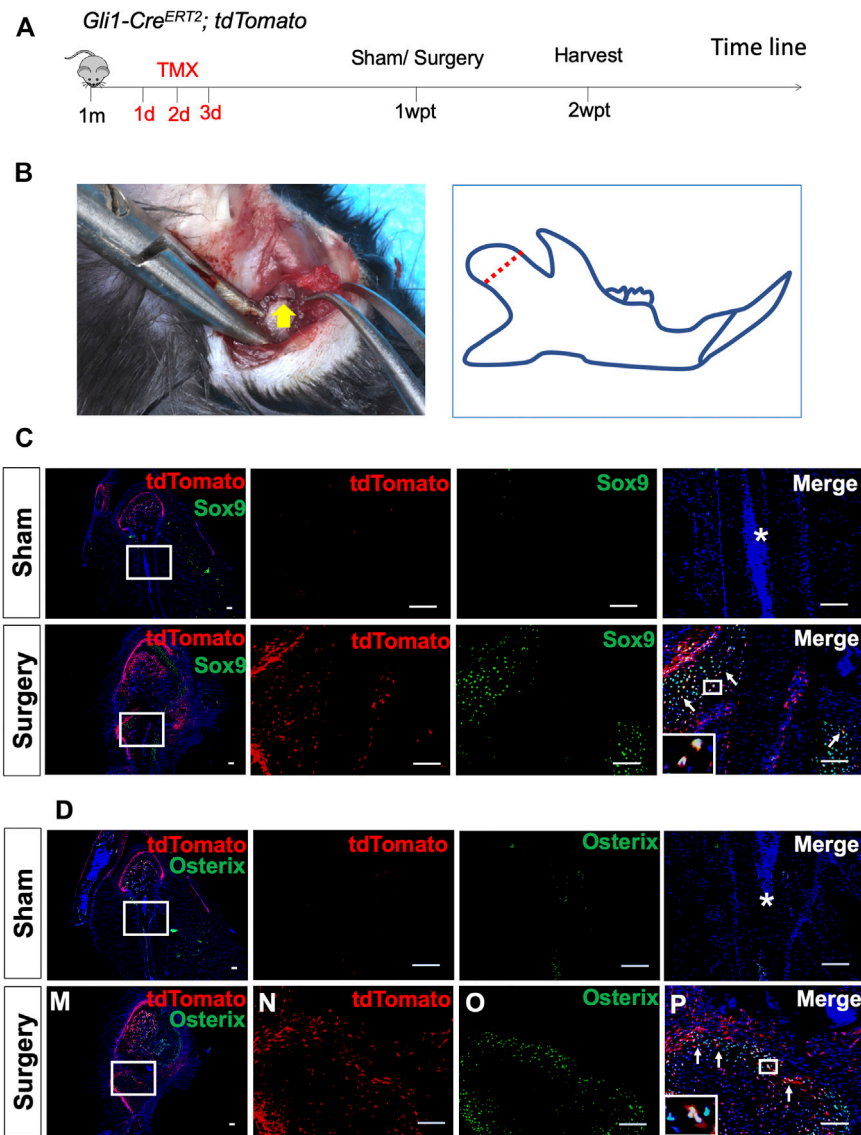 A
Gli1-Cre^ERT2; tdTomato
TMX
Sham/ Surgery
Harvest
Time line
1m
1d
2d
3d
1wpt
2wpt
B
C
Sham
tdTomato
Sox9
tdTomato
Sox9
Merge
*
Surgery
tdTomato
Sox9
tdTomato
Sox9
Merge
D
Sham
tdTomato
Osterix
tdTomato
Osterix
Merge
*
Surgery
M
tdTomato
Osterix
N
tdTomato
O
Osterix
P
Merge